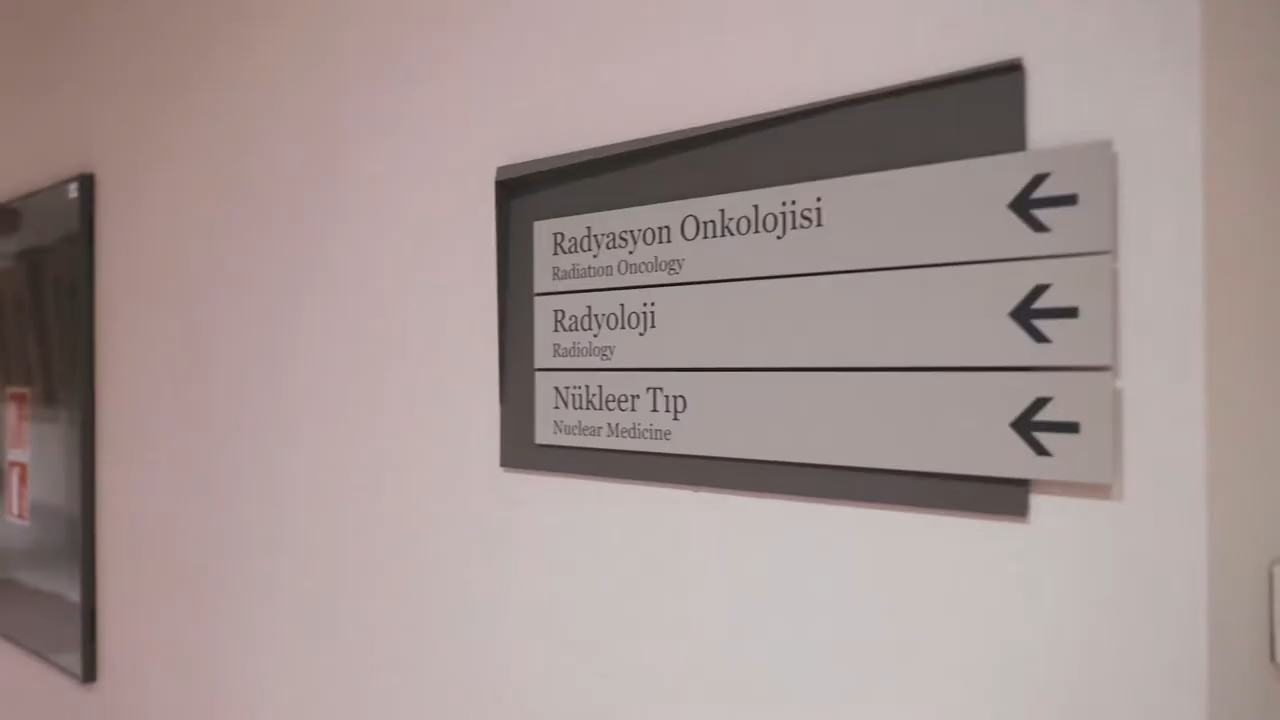 Radyasyon Onkolojisi
Radiation Oncology
Radyoloji
Radiology
Nükleer Tıp
Nuclear Medicine